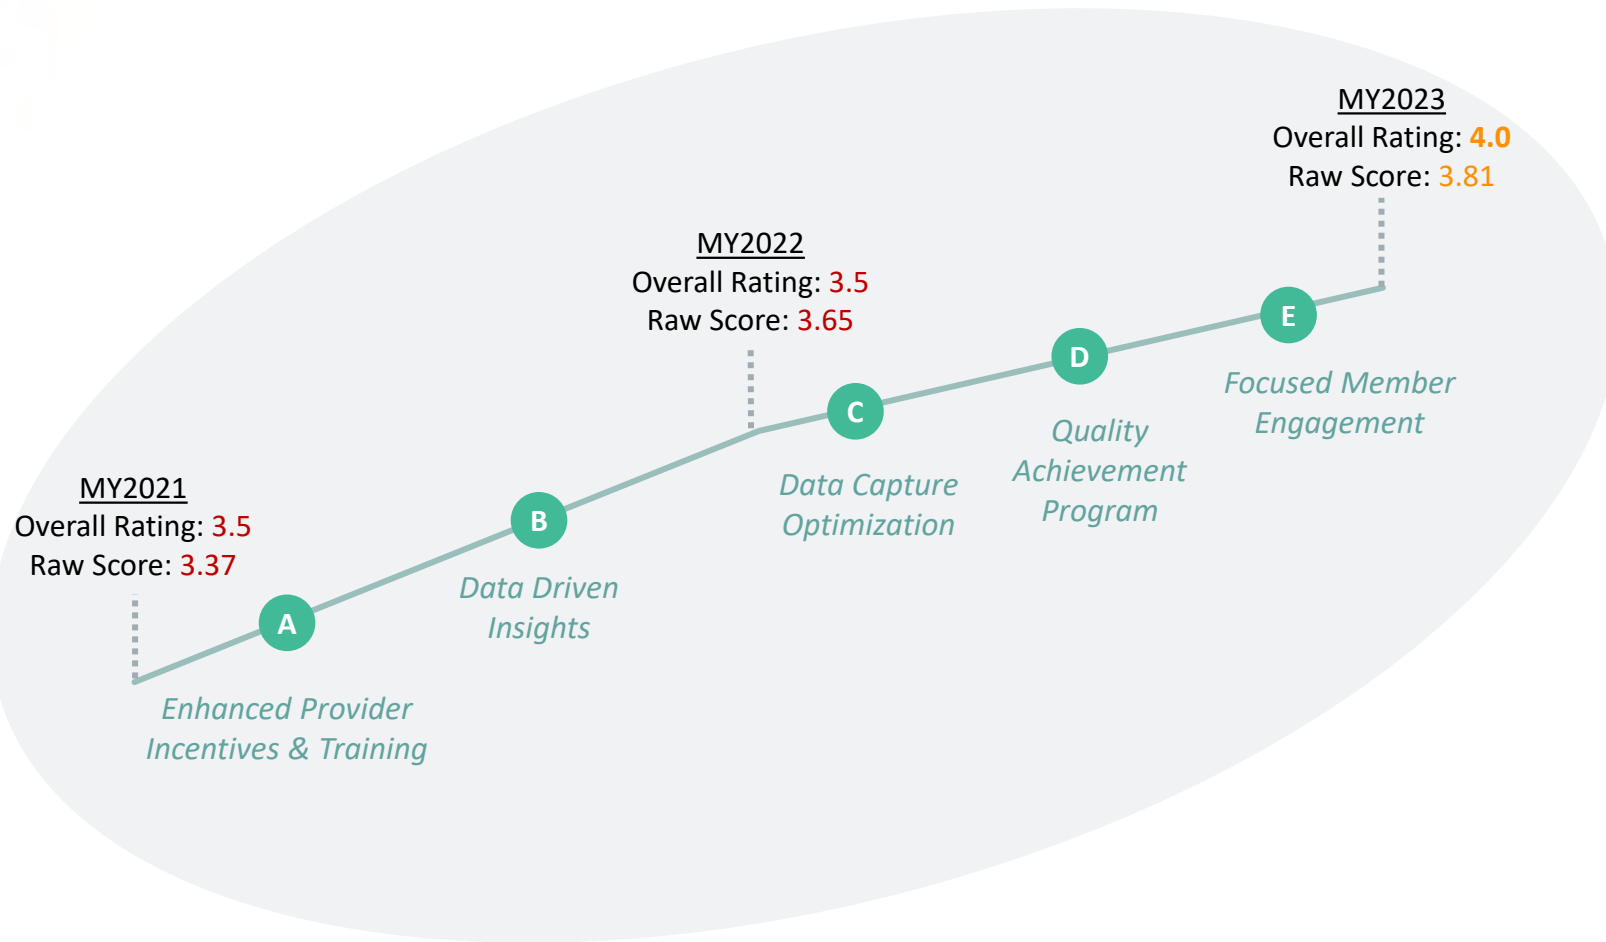 MY2023
Overall Rating: 4.0
Raw Score: 3.81
MY2022
Overall Rating: 3.5
Raw Score: 3.65
MY2021
Overall Rating: 3.5
Raw Score: 3.37
A
Enhanced Provider
Incentives & Training
B
Data Driven
Insights
C
Data Capture
Optimization
D
Quality
Achievement
Program
E
Focused Member
Engagement